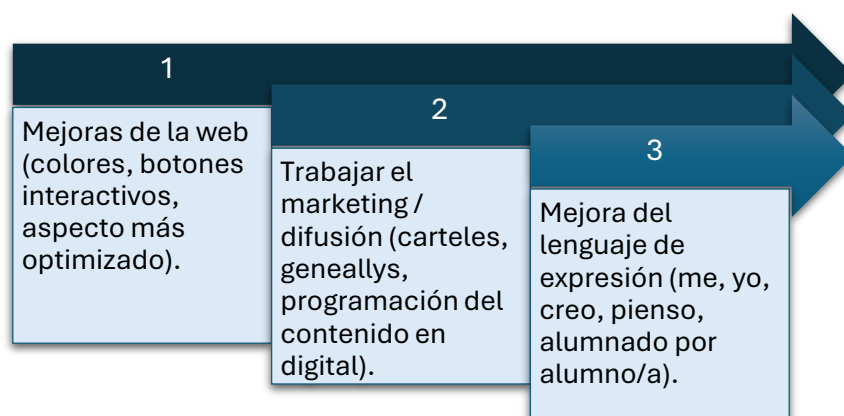 1
Mejoras de la web
(colores, botones
interactivos,
aspecto más
optimizado).
2
Trabajar el
marketing /
difusión (carteles,
geneallys,
programación del
contenido en
digital).
3
Mejora del
lenguaje de
expresión (me, yo,
creo, pienso,
alumnado por
alumno/a).